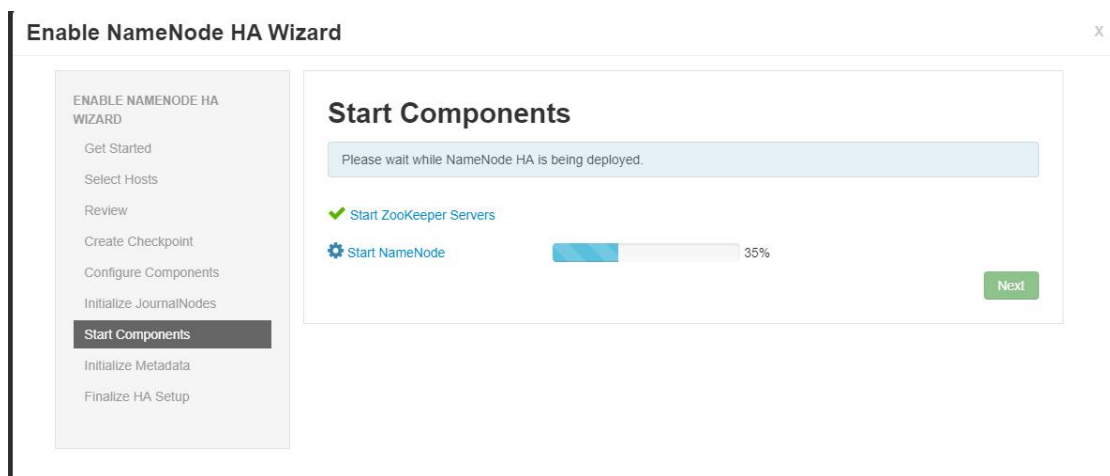 Enable NameNode HA Wizard
X
ENABLE NAMENODE HA
WIZARD
Get Started
Select Hosts
Review
Create Checkpoint
Configure Components
Initialize JournalNodes
Start Components
Initialize Metadata
Finalize HA Setup
Start Components
Please wait while NameNode HA is being deployed.
Start ZooKeeper Servers
Start NameNode 35%
Next